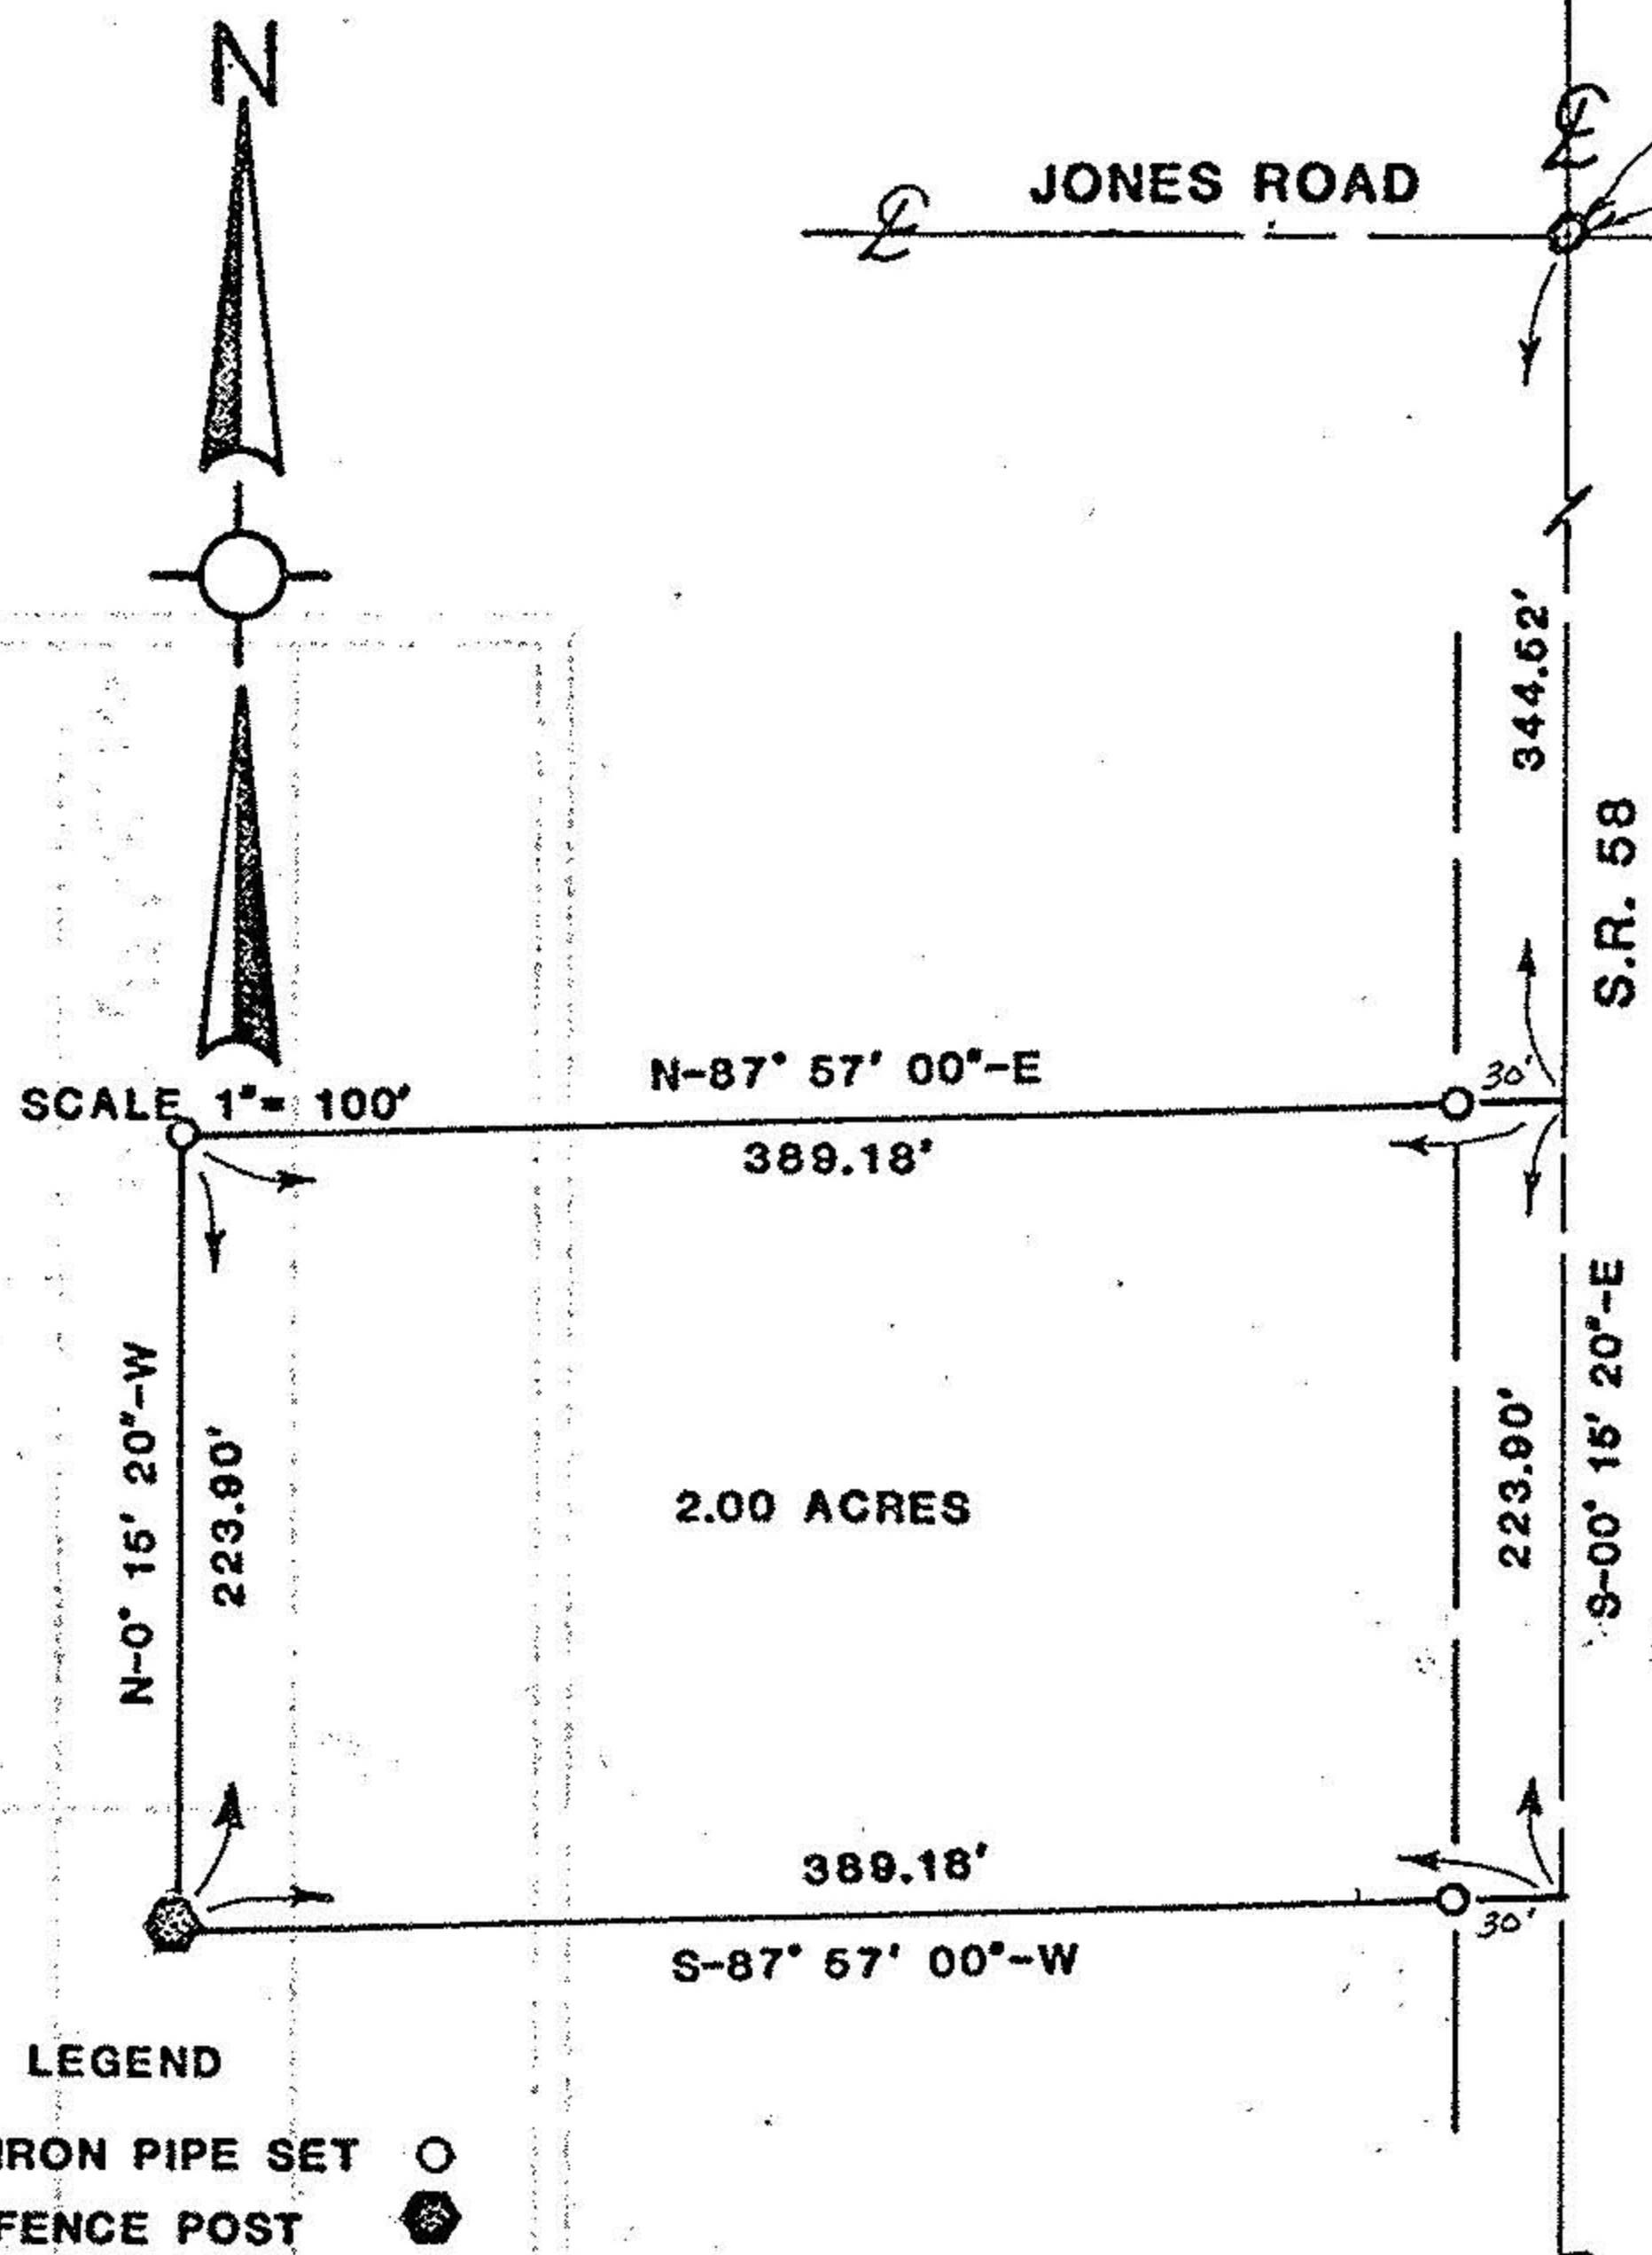 N
℄
JONES ROAD
℄
344.52'
S.R. 58
SCALE 1"= 100'
N-87° 57' 00"-E
30'
389.18'
N-0° 15' 20"-W
223.90'
2.00 ACRES
223.90'
S-00° 15' 20"-E
389.18'
30'
S-87° 57' 00"-W
LEGEND
IRON PIPE SET
FENCE POST